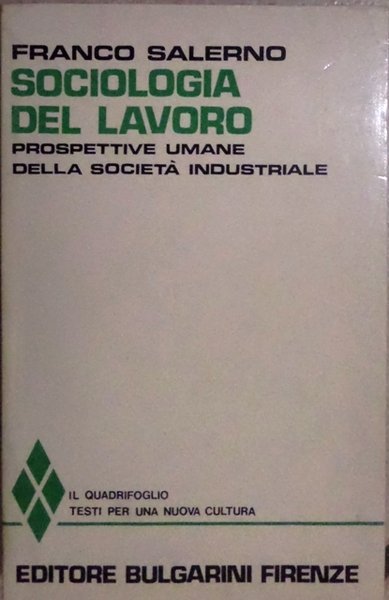 FRANCO SALERNO
SOCIOLOGIA
DEL LAVORO
PROSPETTIVE UMANE
DELLA SOCIETÀ INDUSTRIALE
IL QUADRIFOGLIO
TESTI PER UNA NUOVA CULTURA
EDITORE BULGARINI FIRENZE